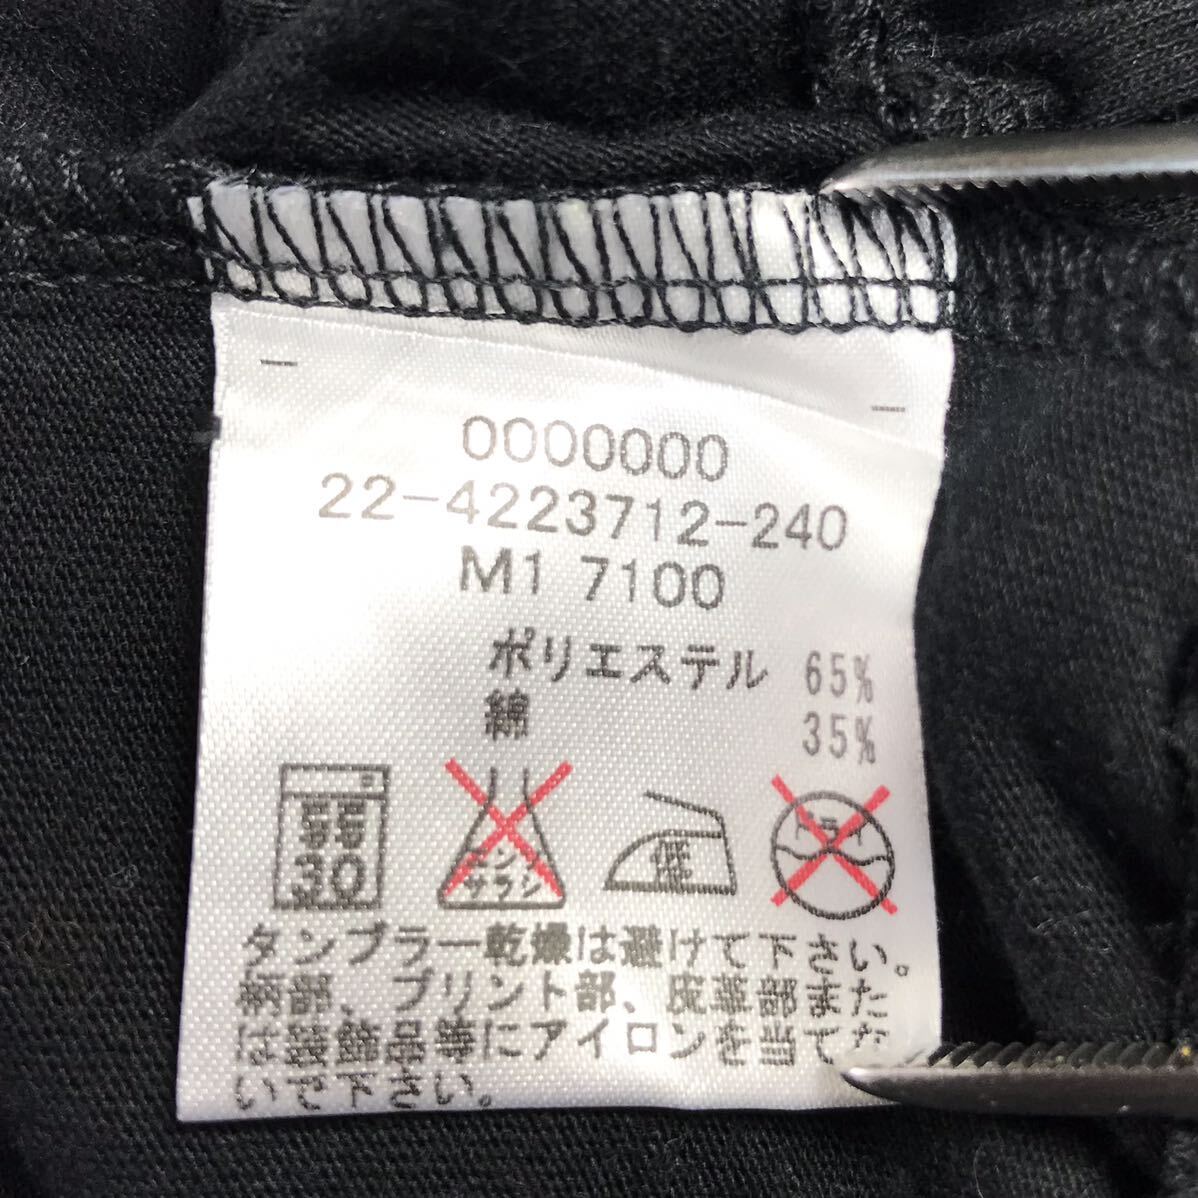 0000000
22-4223712-240
M1 7100
ポリエステル 65%
綿 35%
弱
30
エンソ
サラシ
低
ドライ
タンブラー乾燥は避けて下さい。
柄部、プリント部、皮革部また
は装飾品等にアイロンを当てな
いで下さい。